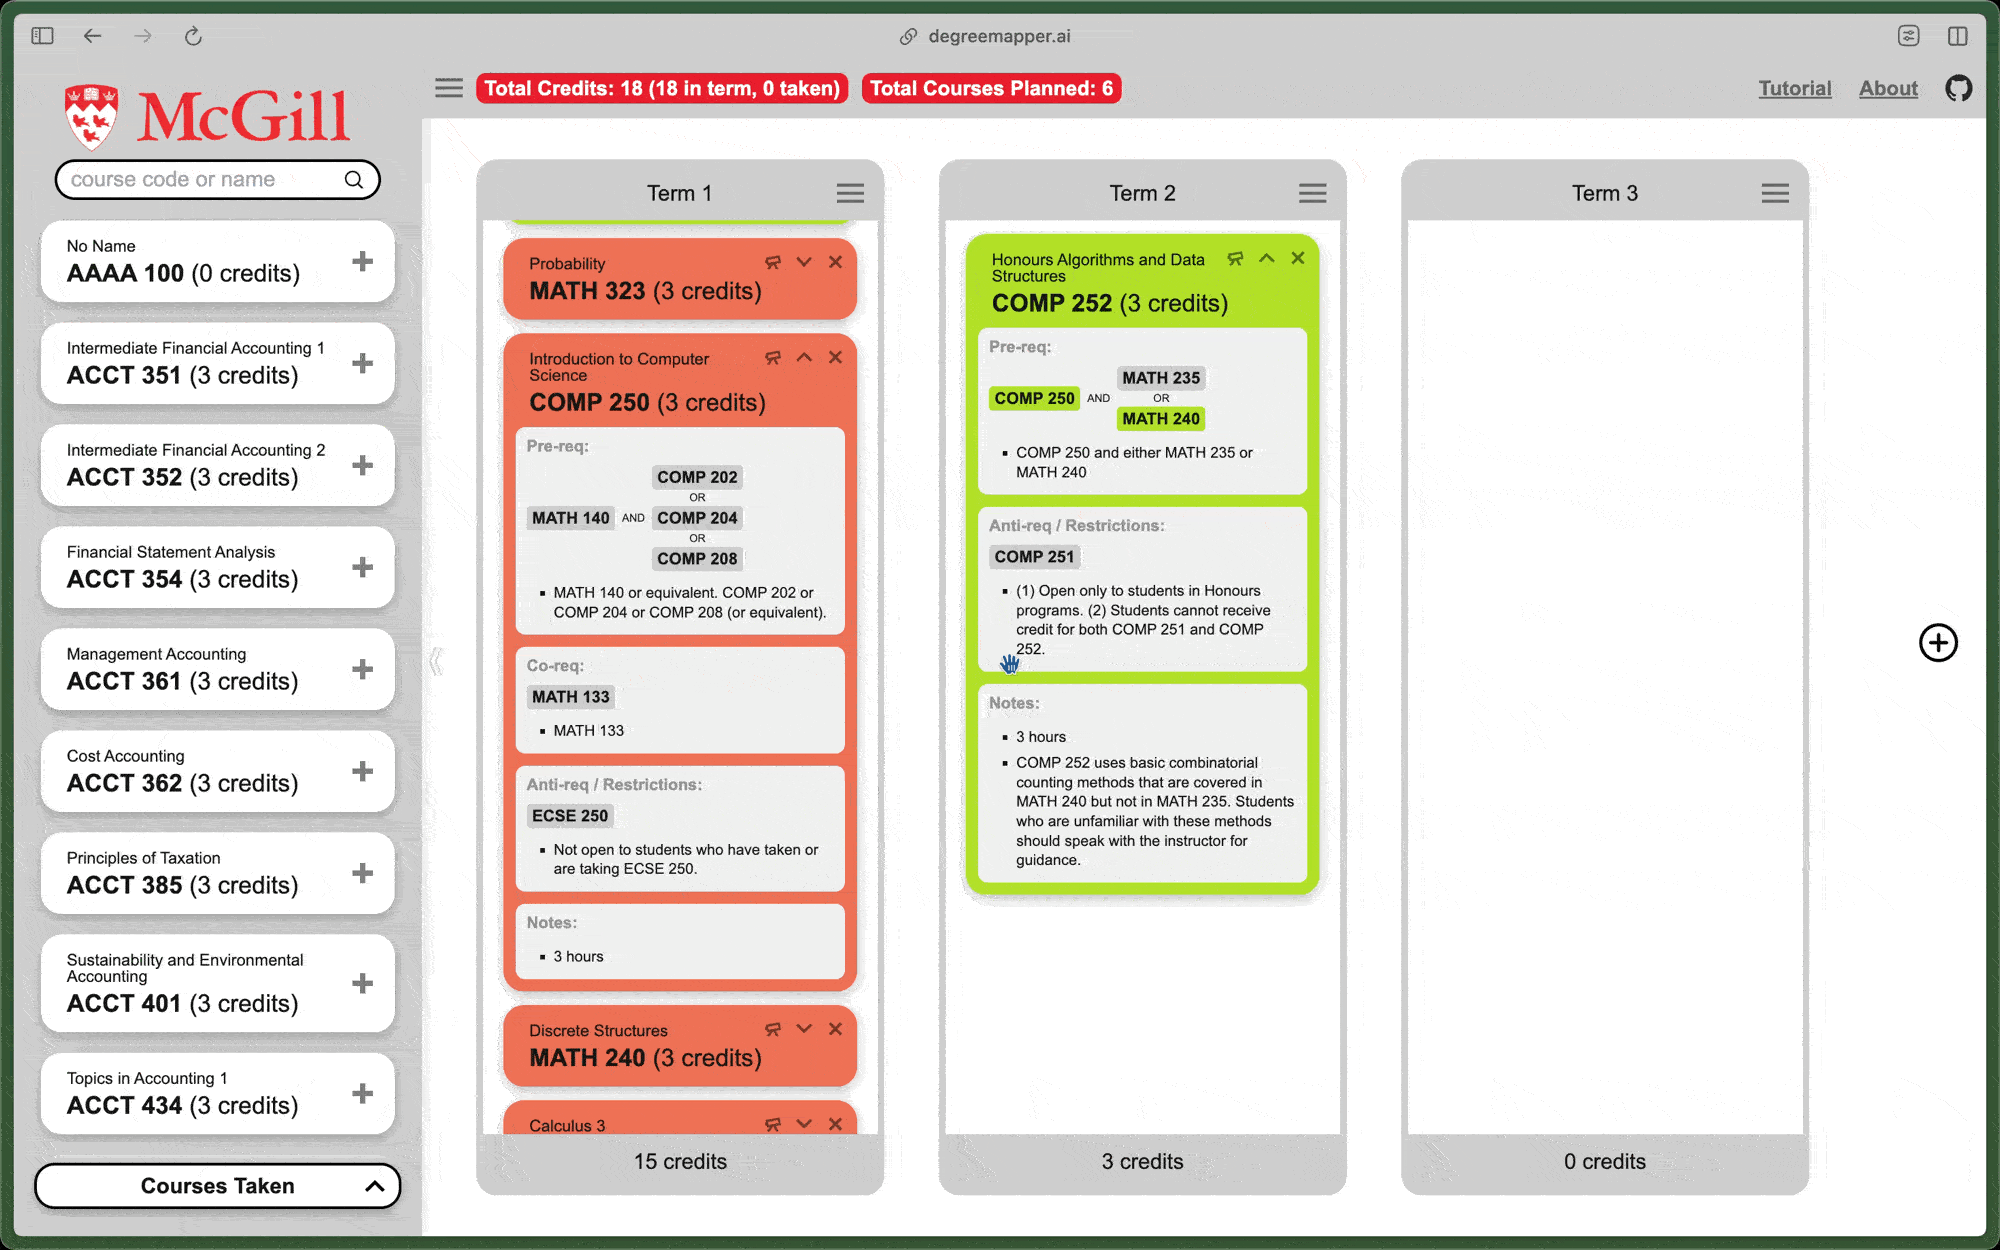 degreemapper.ai
McGill
Total Credits: 18 (18 in term, 0 taken)
Total Courses Planned: 6
Tutorial
About
course code or name
No Name
AAAA 100 (0 credits)
Intermediate Financial Accounting 1
ACCT 351 (3 credits)
Intermediate Financial Accounting 2
ACCT 352 (3 credits)
Financial Statement Analysis
ACCT 354 (3 credits)
Management Accounting
ACCT 361 (3 credits)
Cost Accounting
ACCT 362 (3 credits)
Principles of Taxation
ACCT 385 (3 credits)
Sustainability and Environmental
Accounting
ACCT 401 (3 credits)
Topics in Accounting 1
ACCT 434 (3 credits)
Courses Taken
Term 1
Probability
MATH 323 (3 credits)
Introduction to Computer
Science
COMP 250 (3 credits)
Pre-req:
COMP 202
OR
MATH 140 AND COMP 204
OR
COMP 208
▪ MATH 140 or equivalent. COMP 202 or
COMP 204 or COMP 208 (or equivalent).
Co-req:
MATH 133
▪ MATH 133
Anti-req / Restrictions:
ECSE 250
▪ Not open to students who have taken or
are taking ECSE 250.
Notes:
▪ 3 hours
Discrete Structures
MATH 240 (3 credits)
Calculus 3
15 credits
Term 2
Honours Algorithms and Data
Structures
COMP 252 (3 credits)
Pre-req:
MATH 235
COMP 250 AND OR
MATH 240
▪ COMP 250 and either MATH 235 or
MATH 240
Anti-req / Restrictions:
COMP 251
▪ (1) Open only to students in Honours
programs. (2) Students cannot receive
credit for both COMP 251 and COMP
252.
Notes:
▪ 3 hours
▪ COMP 252 uses basic combinatorial
counting methods that are covered in
MATH 240 but not in MATH 235. Students
who are unfamiliar with these methods
should speak with the instructor for
guidance.
3 credits
Term 3
0 credits